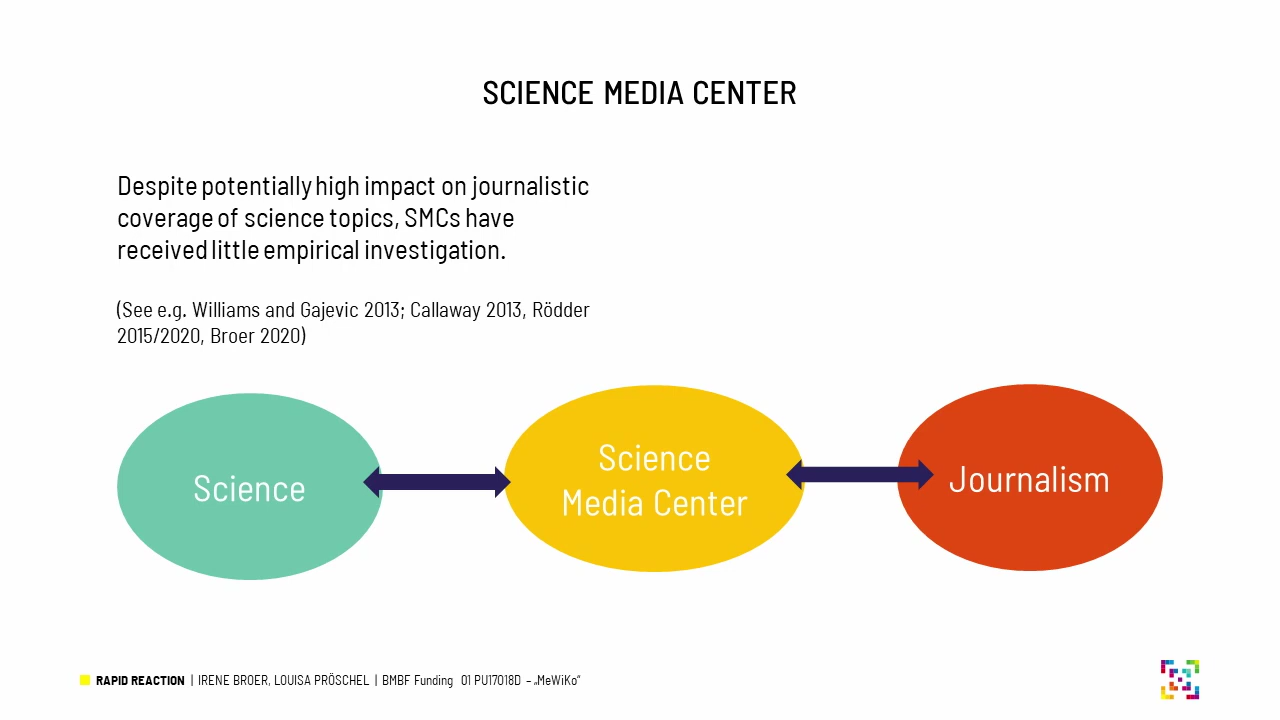 SCIENCE MEDIA CENTER
Despite potentially high impact on journalistic
coverage of science topics, SMCs have
received little empirical investigation.
(See e.g. Williams and Gajevic 2013; Callaway 2013, Rödder
2015/2020, Broer 2020)
Science
Science
Media Center
Journalism
RAPID REACTION | IRENE BROER, LOUISA PRÖSCHEL | BMBF Funding 01 PU17018D – „MeWiKo“